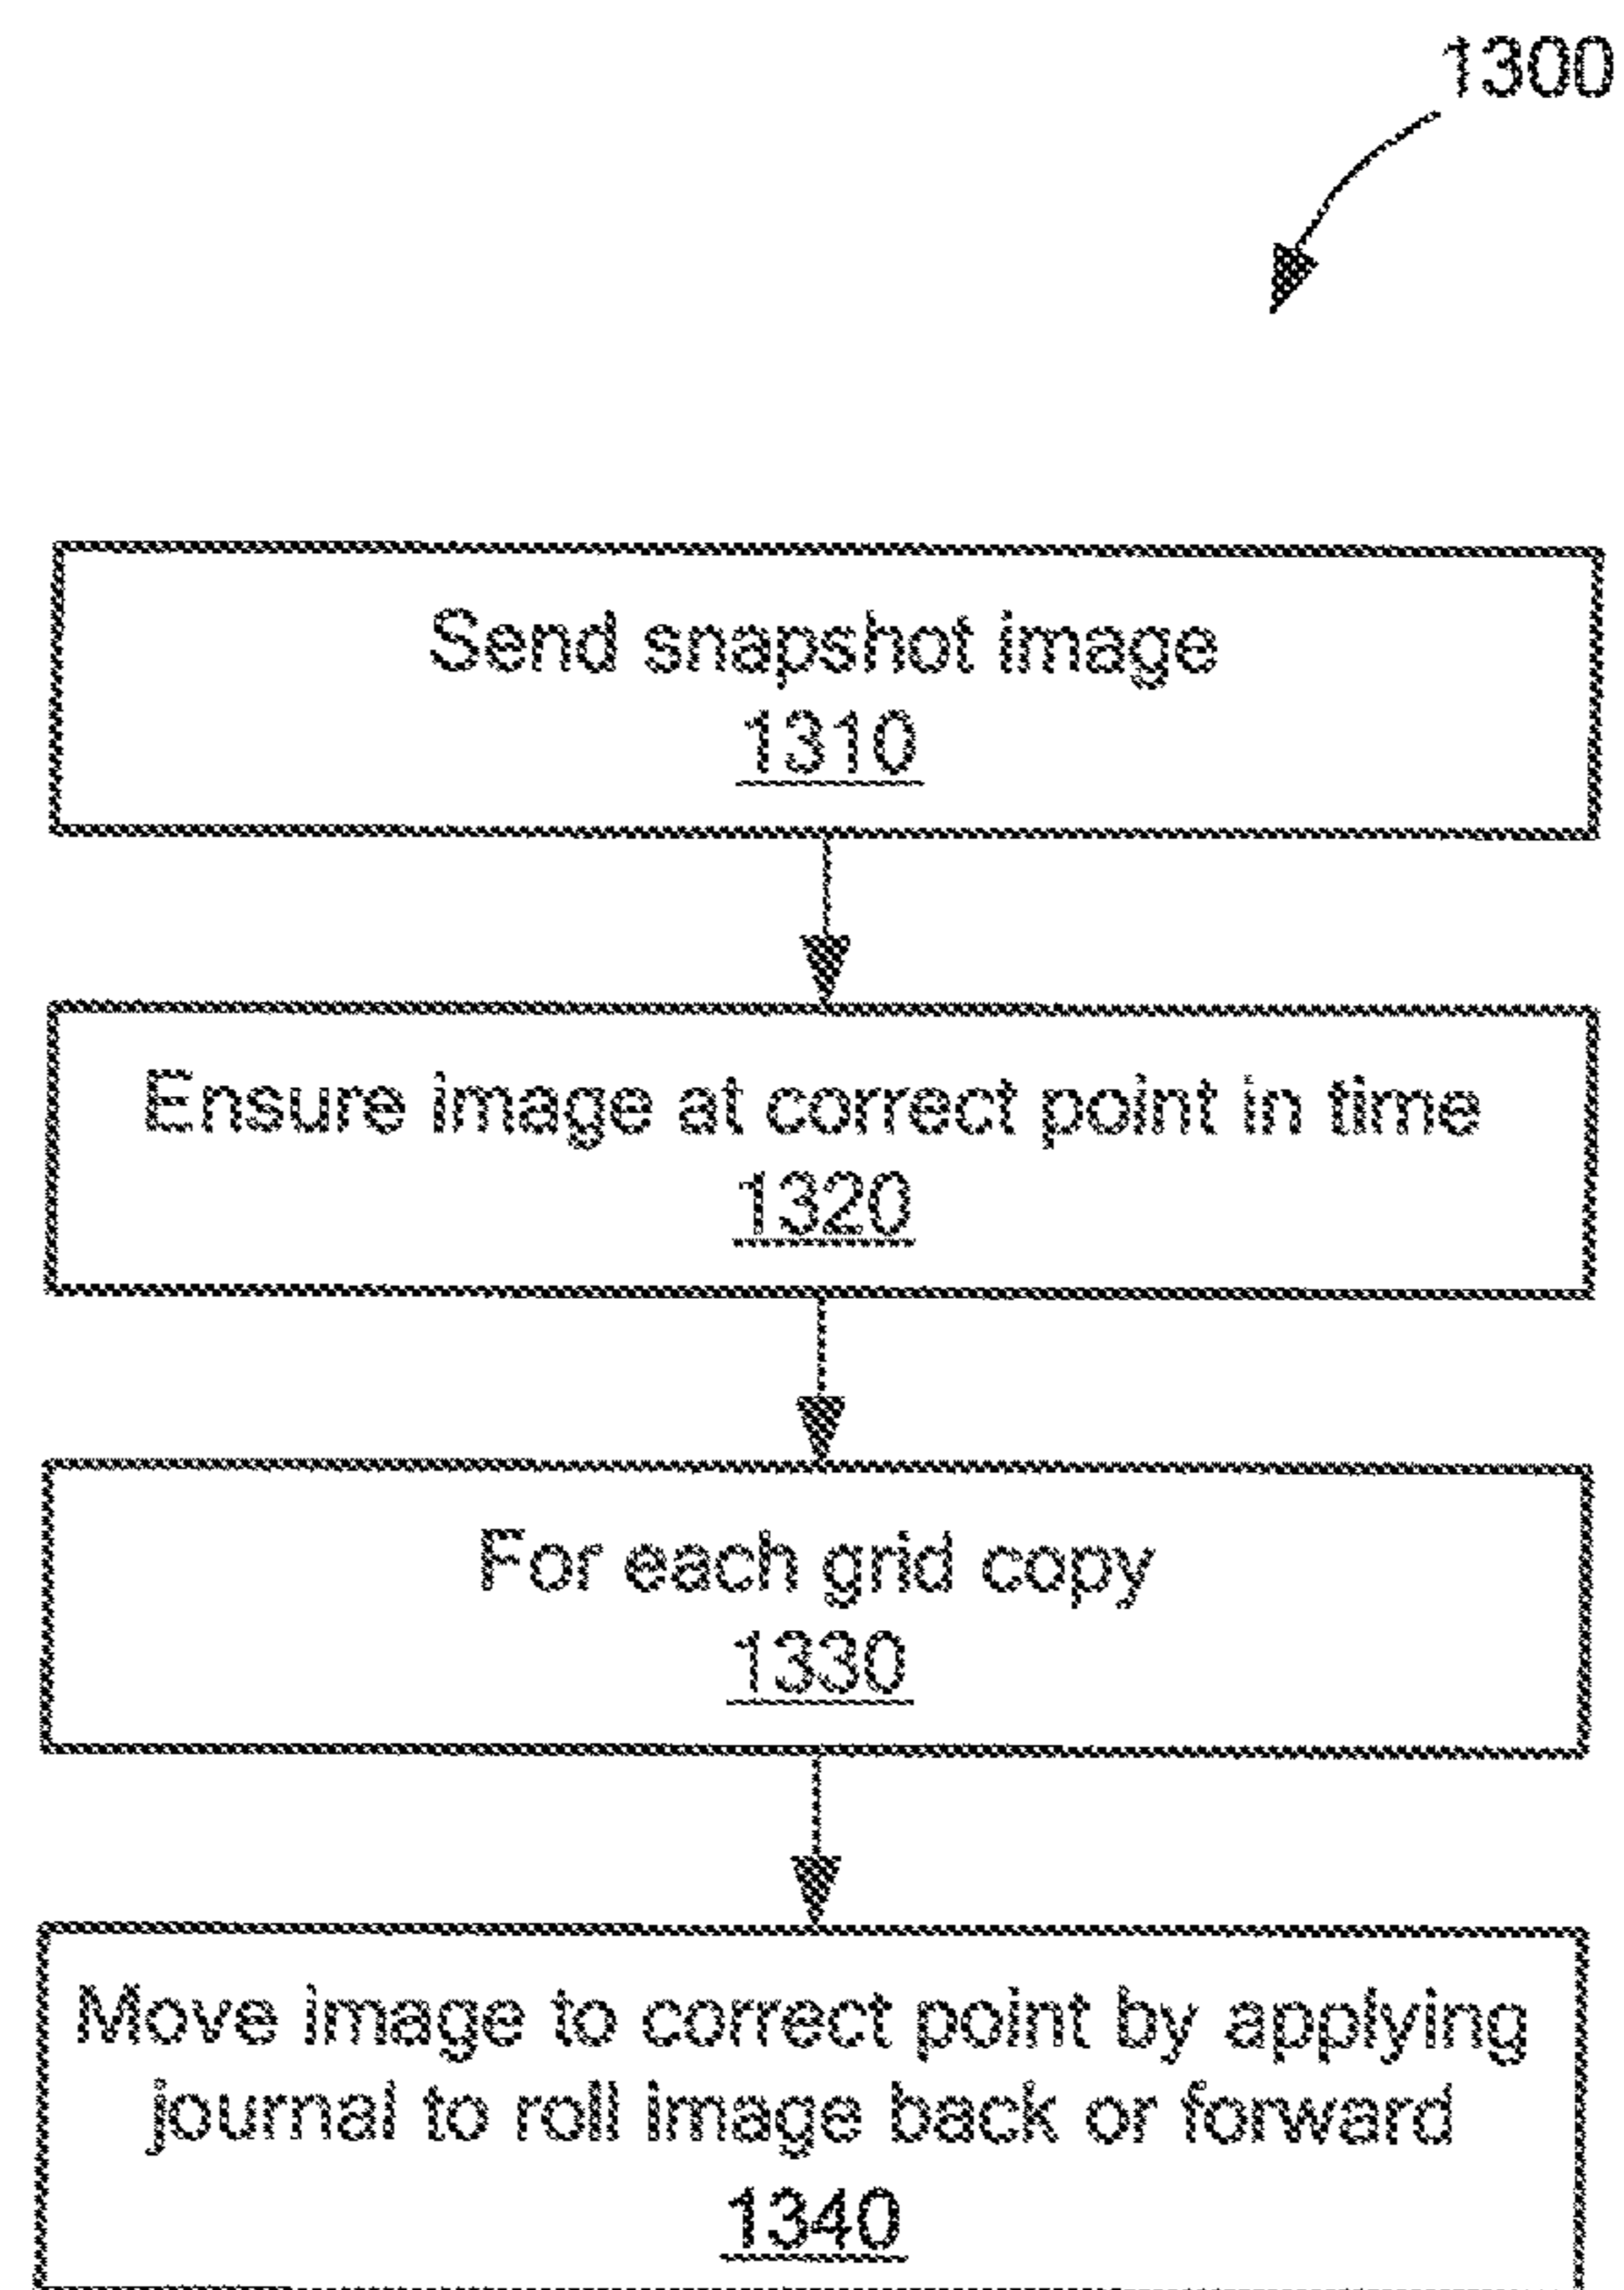 1300
Send snapshot image
1310
Ensure image at correct point in time
1320
For each grid copy
1330
Move image to correct point by applying
journal to roll image back or forward
1340